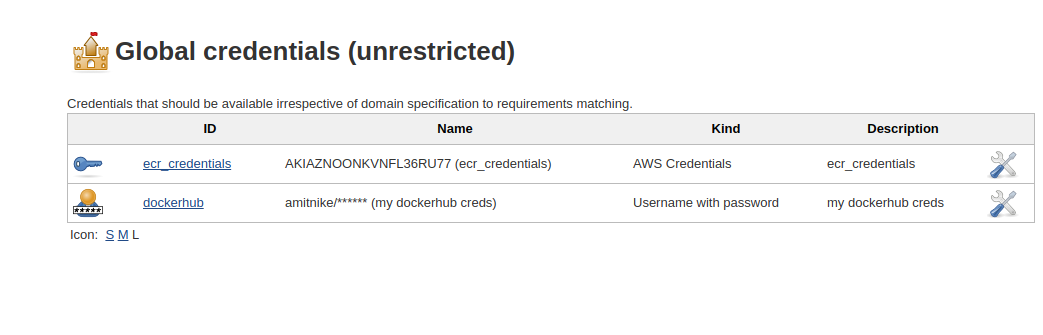 Global credentials (unrestricted)
Credentials that should be available irrespective of domain specification to requirements matching.
ID Name Kind Description
ecr_credentials AKIAZNOONKVNFL36RU77 (ecr_credentials) AWS Credentials ecr_credentials
dockerhub amitnike/****** (my dockerhub creds) Username with password my dockerhub creds
Icon: S M L